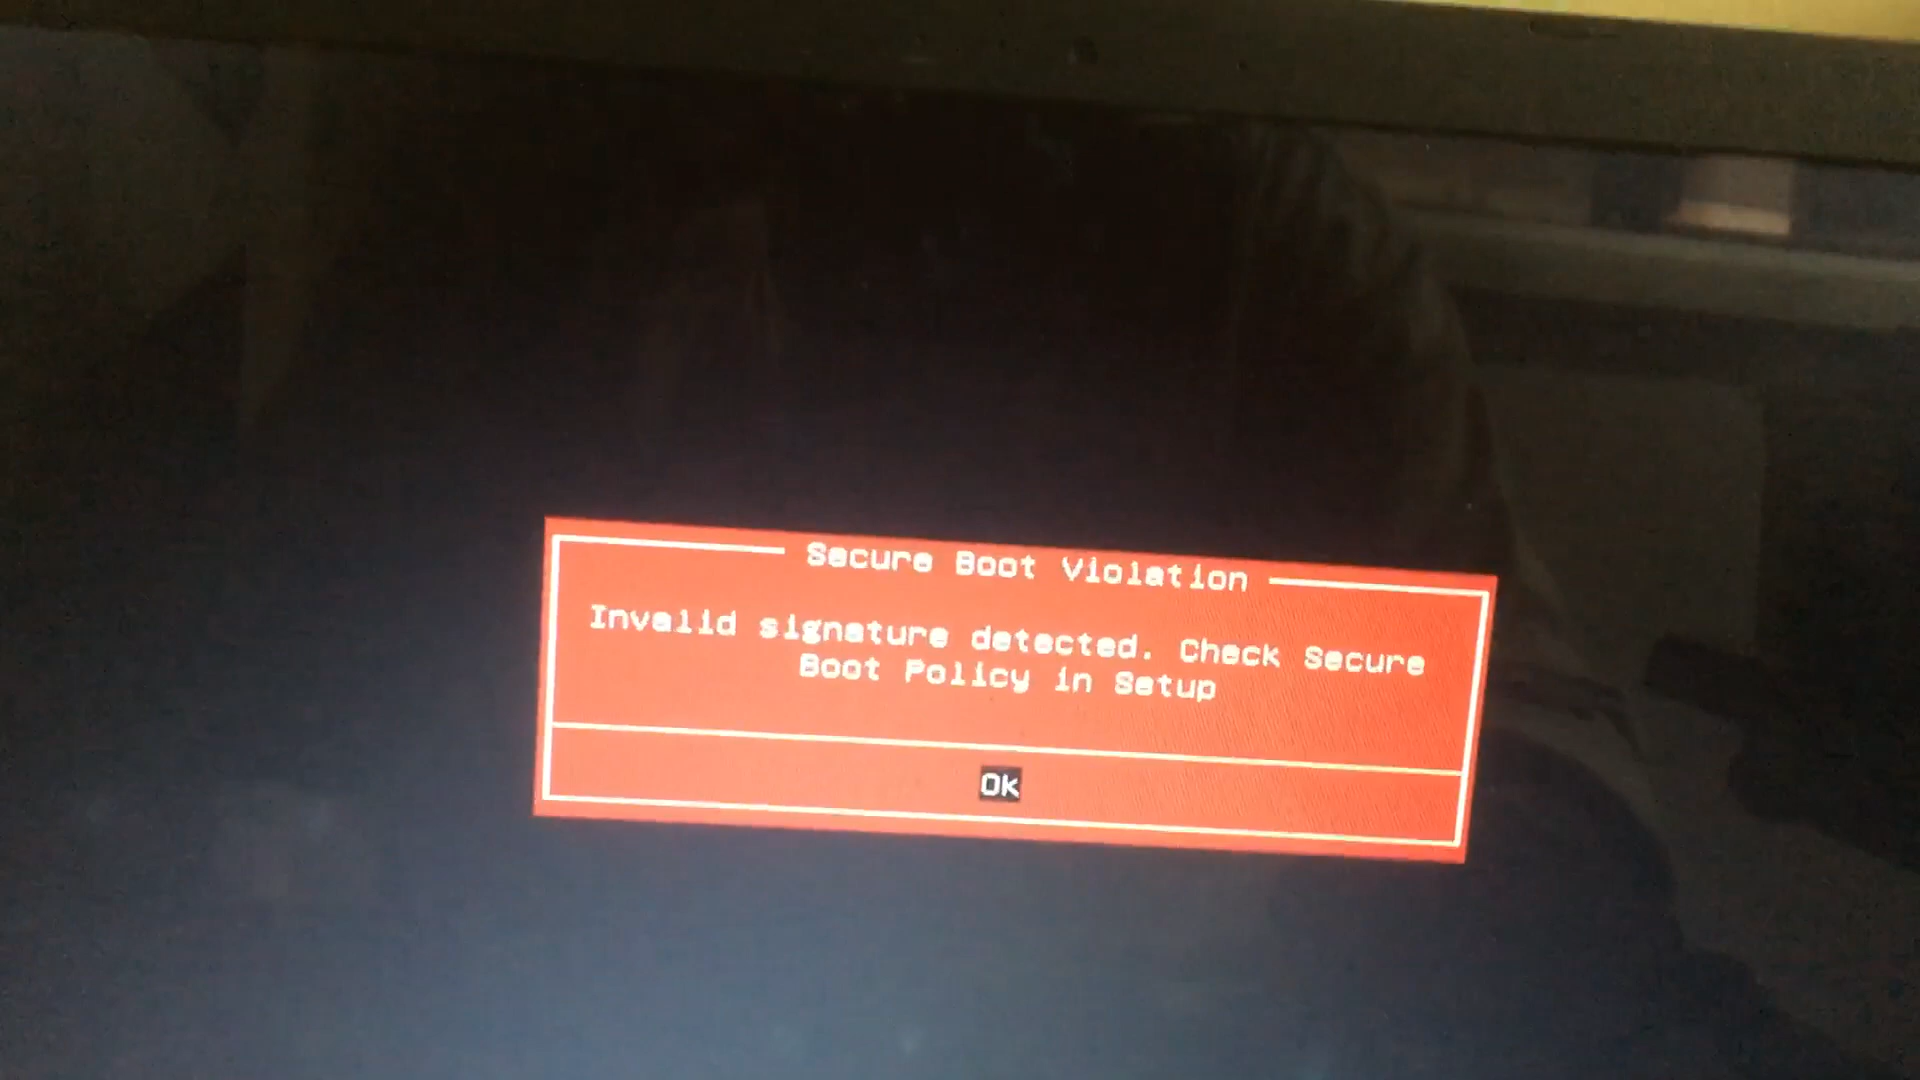 Secure Boot Violation
Invalid signature detected. Check Secure
Boot Policy in Setup
Ok